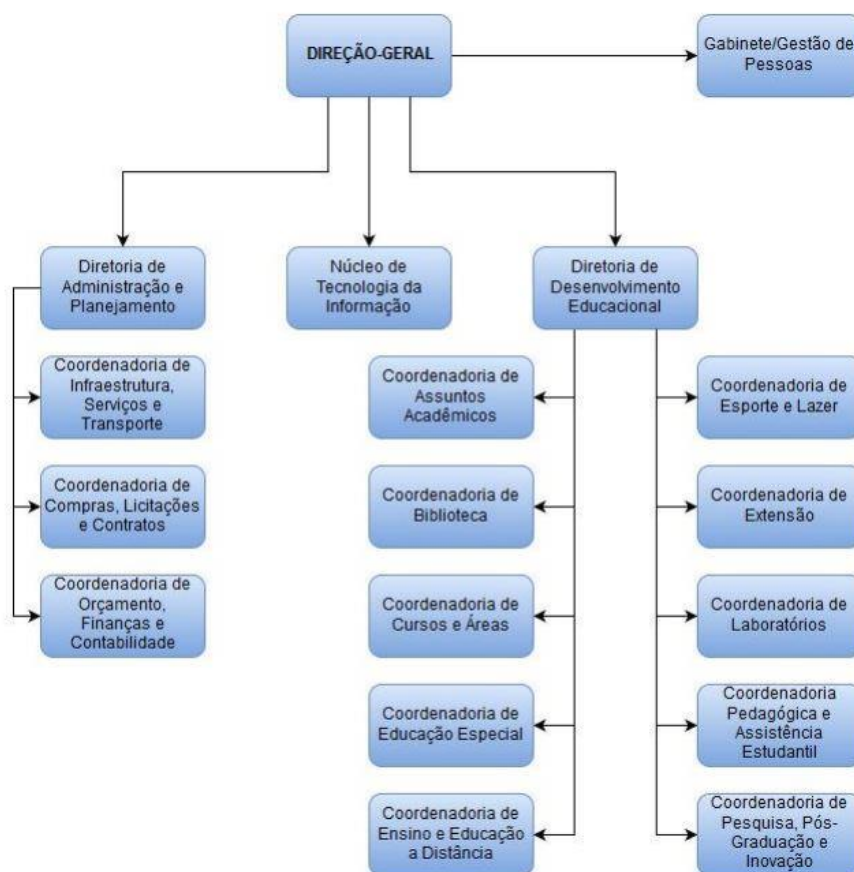 DIREÇÃO-GERAL
Gabinete/Gestão de
Pessoas
Diretoria de
Administração e
Planejamento
Núcleo de
Tecnologia da
Informação
Diretoria de
Desenvolvimento
Educacional
Coordenadoria de
Infraestrutura,
Serviços e
Transporte
Coordenadoria de
Compras, Licitações
e Contratos
Coordenadoria de
Orçamento,
Finanças e
Contabilidade
Coordenadoria de
Assuntos
Acadêmicos
Coordenadoria de
Biblioteca
Coordenadoria de
Cursos e Áreas
Coordenadoria de
Educação Especial
Coordenadoria de
Ensino e Educação
a Distância
Coordenadoria de
Esporte e Lazer
Coordenadoria de
Extensão
Coordenadoria de
Laboratórios
Coordenadoria
Pedagógica e
Assistência
Estudantil
Coordenadoria de
Pesquisa, Pós-
Graduação e
Inovação